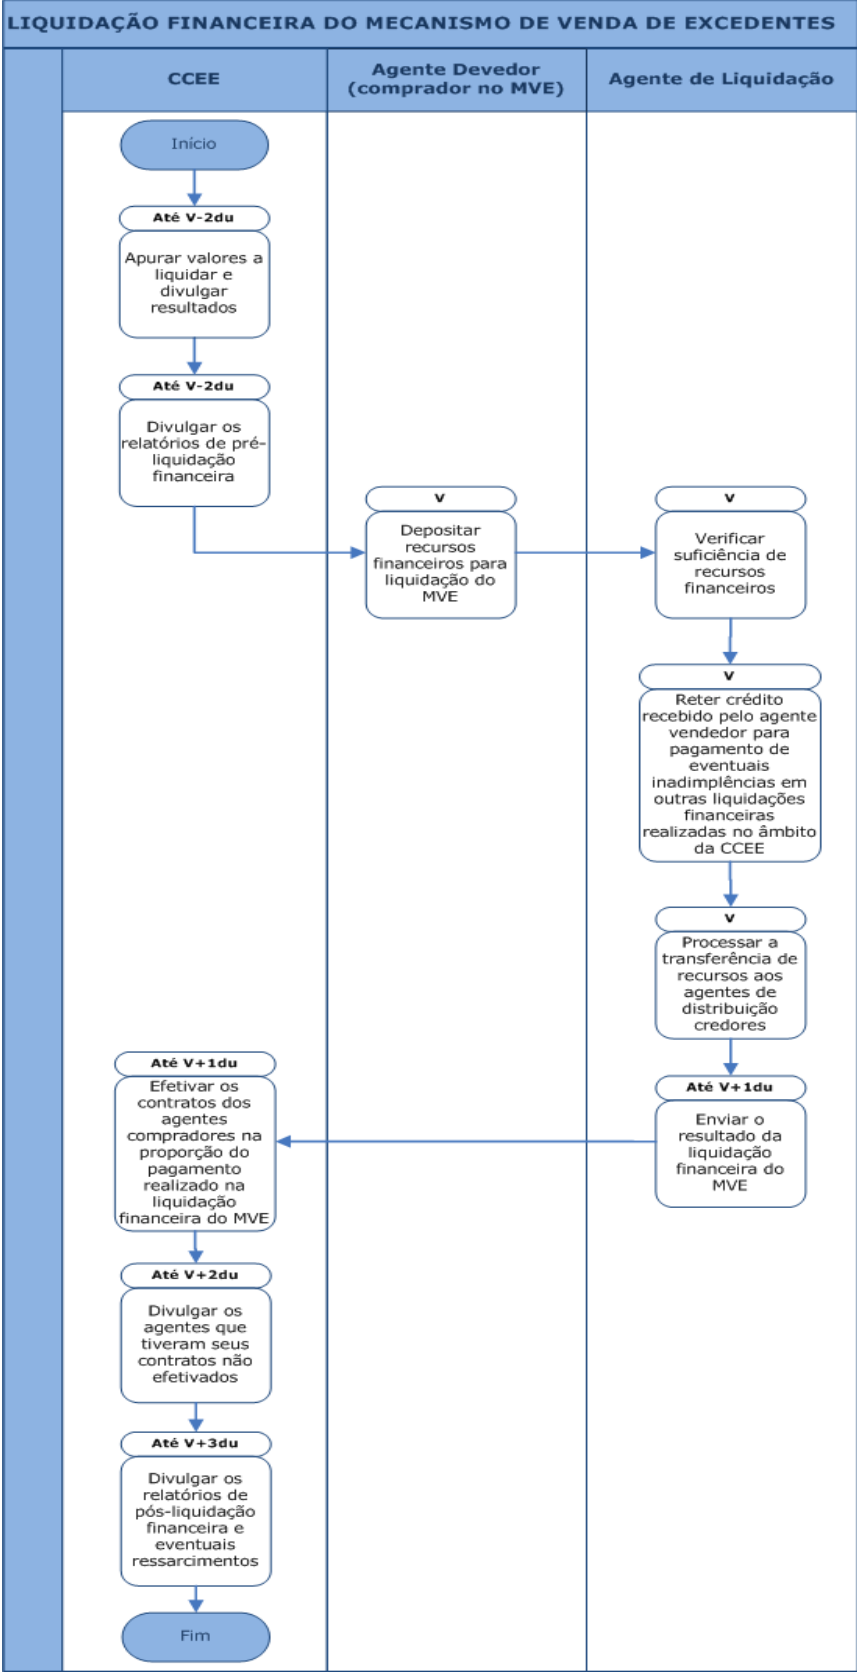 LIQUIDAÇÃO FINANCEIRA DO MECANISMO DE VENDA DE EXCEDENTES
CCEE
Agente Devedor
(comprador no MVE)
Agente de Liquidação
Início
Até V-2du
Apurar valores a
liquidar e
divulgar
resultados
Até V-2du
Divulgar os
relatórios de pré-
liquidação
financeira
V
Depositar
recursos
financeiros para
liquidação do
MVE
V
Verificar
suficiência de
recursos
financeiros
V
Reter crédito
recebido pelo agente
vendedor para
pagamento de
eventuais
inadimplências em
outras liquidações
financeiras
realizadas no âmbito
da CCEE
V
Processar a
transferência de
recursos aos
agentes de
distribuição
credores
Até V+1du
Enviar o
resultado da
liquidação
financeira do
MVE
Até V+1du
Efetivar os
contratos dos
agentes
compradores na
proporção do
pagamento
realizado na
liquidação
financeira do MVE
Até V+2du
Divulgar os
agentes que
tiveram seus
contratos não
efetivados
Até V+3du
Divulgar os
relatórios de
pós-liquidação
financeira e
eventuais
ressarcimentos
Fim